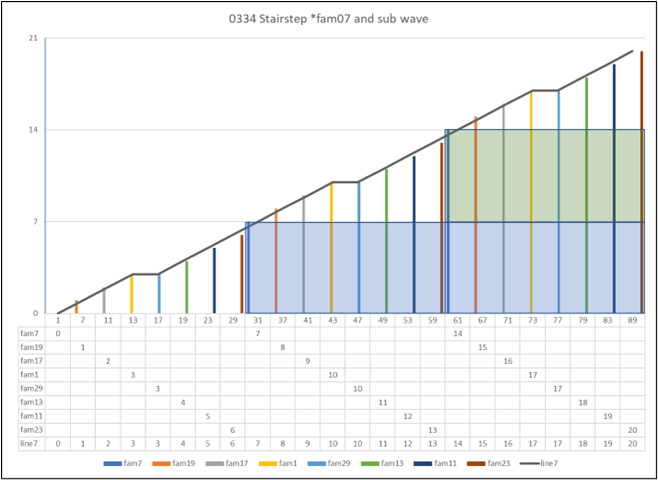 0334 Stairstep *fam07 and sub wave
21
14
7
0
1 7 11 13 17 19 23 29 31 37 41 43 47 49 53 59 61 67 71 73 77 79 83 89
fam7 0 7 14
fam19 1 8 15
fam17 2 9 16
fam1 3 10 17
fam29 3 10 17
fam13 4 11 18
fam11 5 12 19
fam23 6 13 20
line7 0 1 2 3 3 4 5 6 7 8 9 10 10 11 12 13 14 15 16 17 17 18 19 20
fam7 fam19 fam17 fam1 fam29 fam13 fam11 fam23 line7